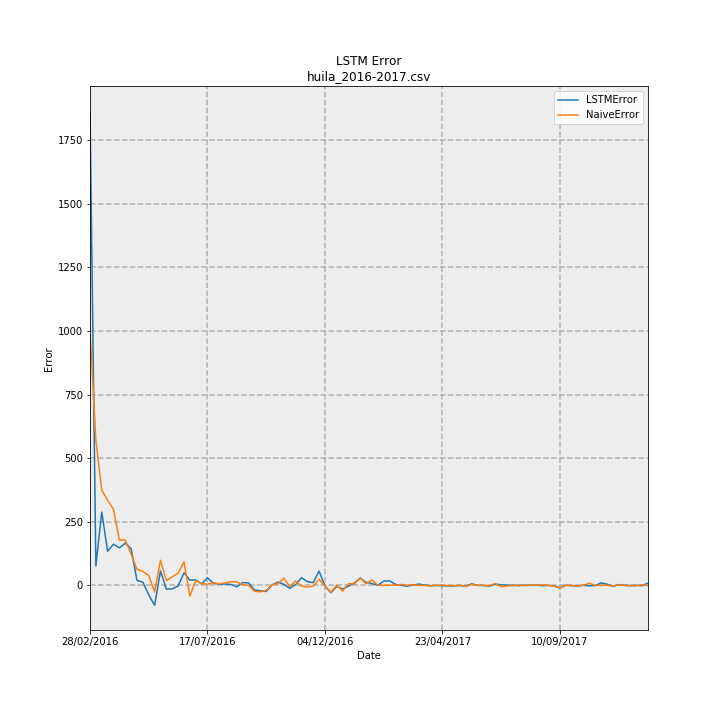 LSTM Error
huila_2016-2017.csv
LSTMError
NaiveError
1750
1500
1250
1000
750
500
250
0
Error
28/02/2016
17/07/2016
04/12/2016
23/04/2017
10/09/2017
Date